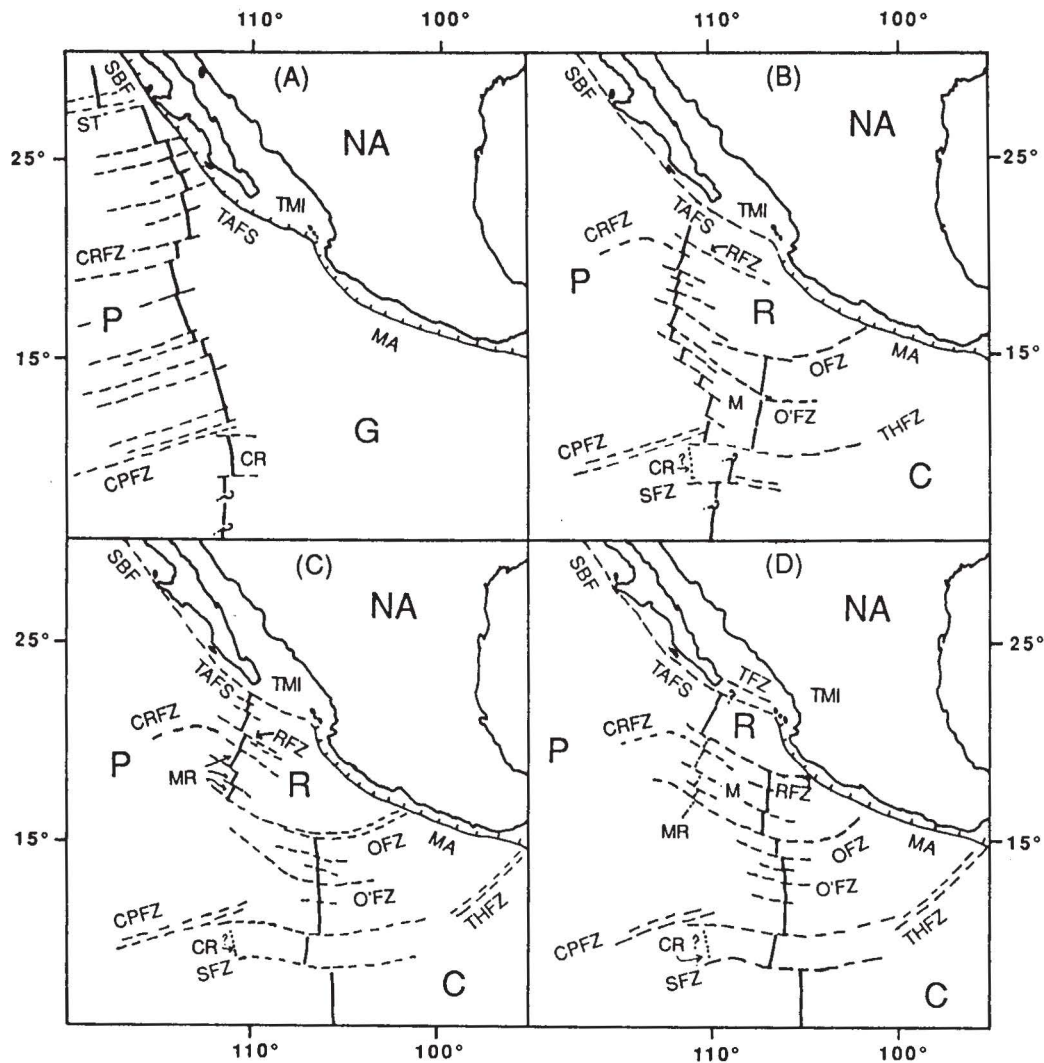 110° 100° 110° 100°
(A)
SBF
ST
NA
25°
TMI
TAFS
CRFZ
P
MA
15°
G
CPFZ
CR
(B)
SBF
NA
25°
TAFS
TMI
CRFZ
RFZ
P
R
MA
15°
OFZ
M
O'FZ
THFZ
CPFZ
CR ?
SFZ
?
?
C
?
?
(C)
SBF
NA
25°
TAFS
TMI
CRFZ
RFZ
P
MR
R
15°
OFZ
MA
O'FZ
CPFZ
THFZ
CR ?
SFZ
C
(D)
SBF
NA
25°
TAFS
TFZ
TMI
?
CRFZ
R
P
M
RFZ
MR
MA
15°
OFZ
O'FZ
CPFZ
THFZ
CR ?
SFZ
C
110° 100° 110° 100°